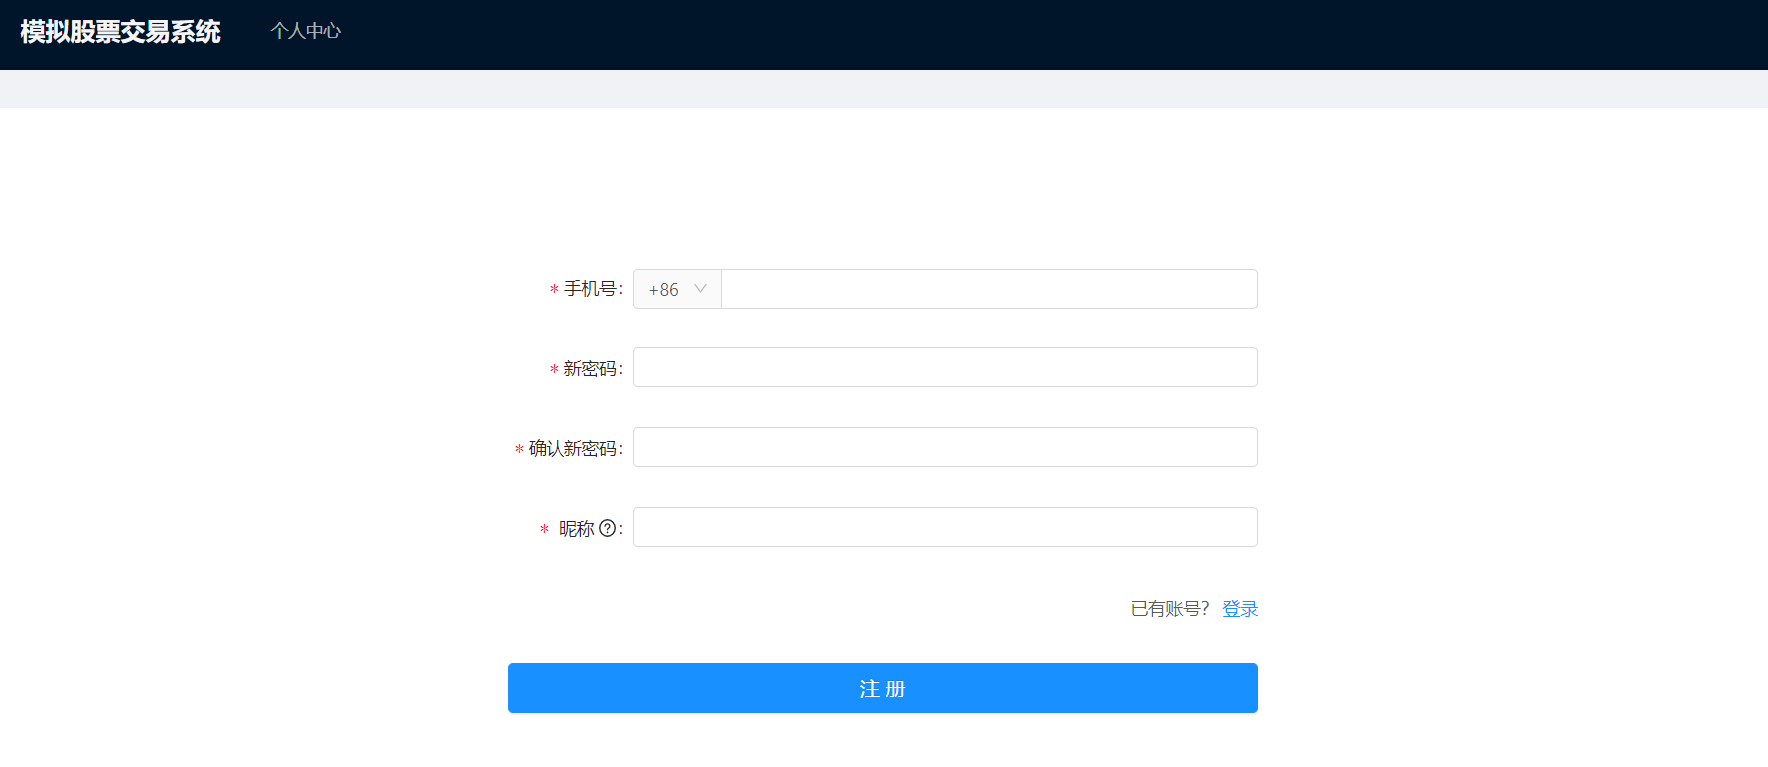 模拟股票交易系统 个人中心
* 手机号: +86
* 新密码:
* 确认新密码:
* 昵称 ?:
已有账号? 登录
注 册